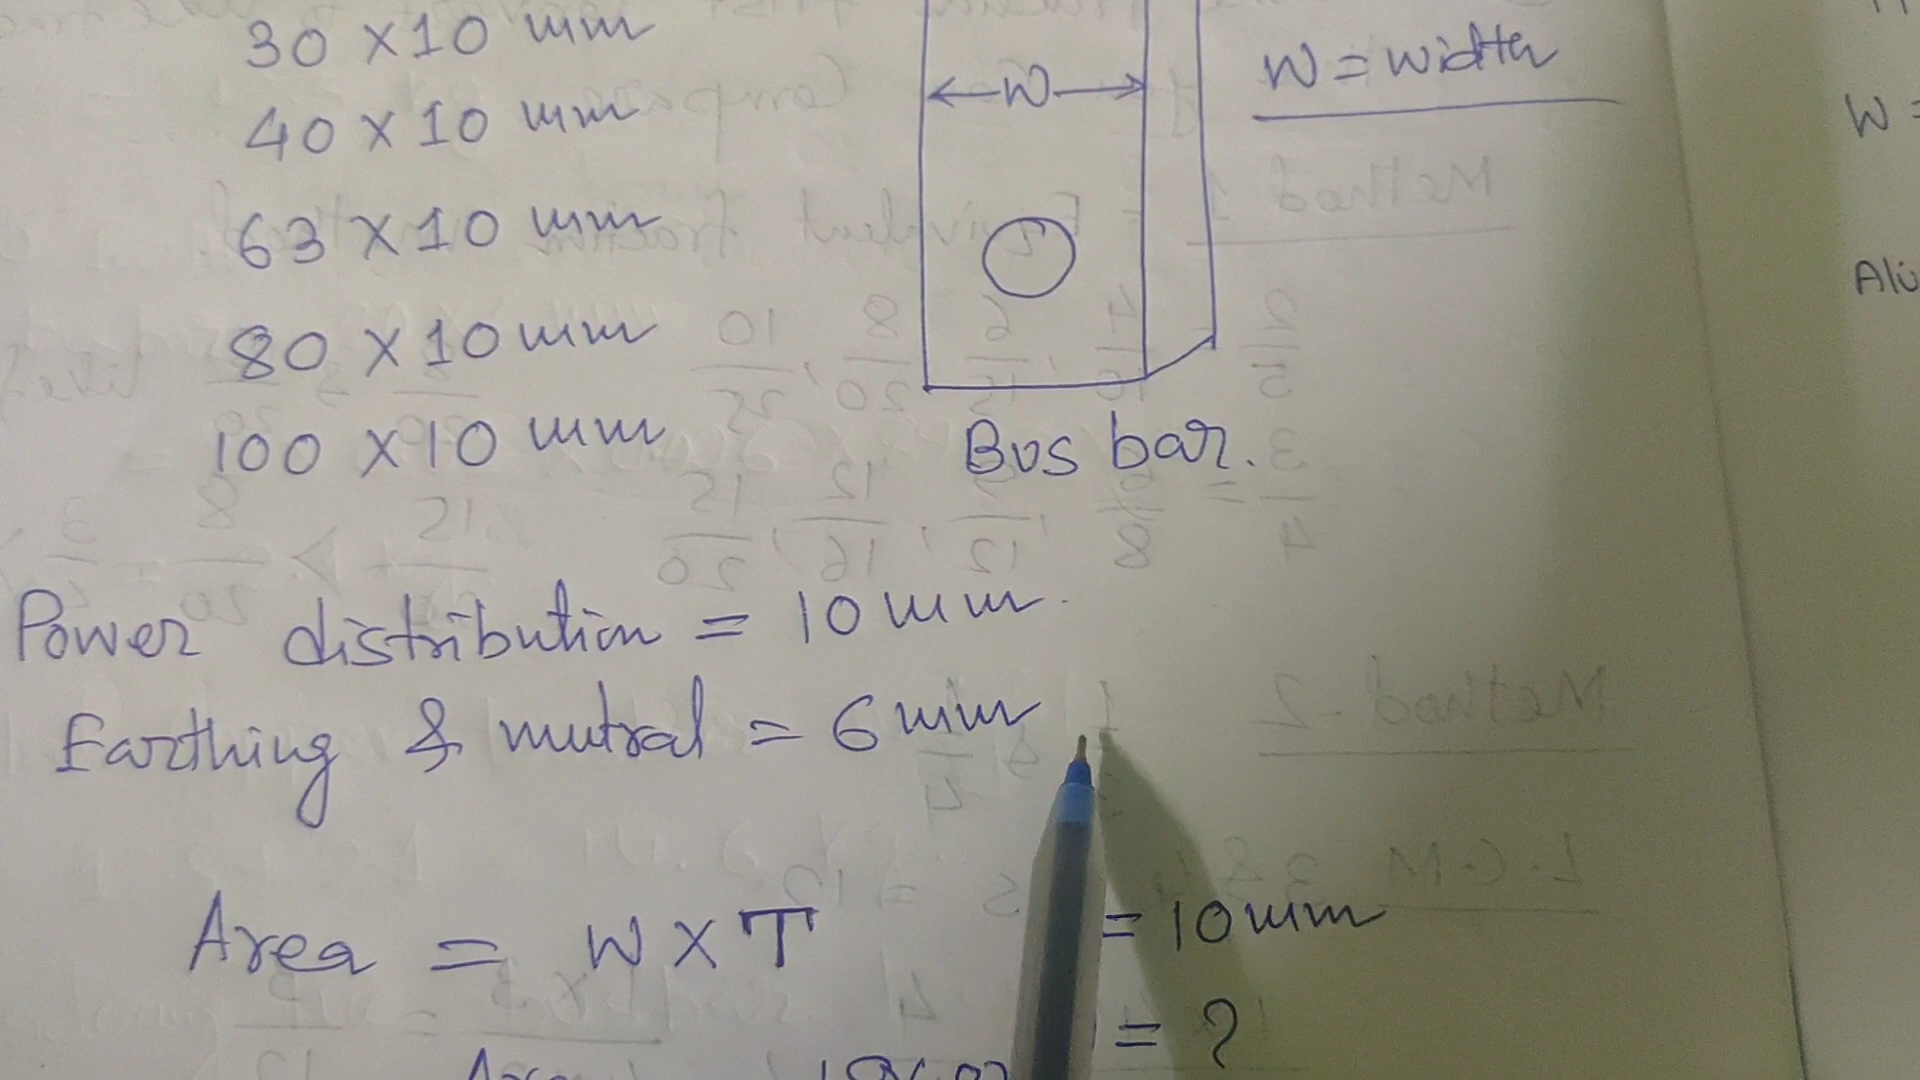 30 x 10 mm
40 x 10 mm
63 x 10 mm
80 x 10 mm
100 x 10 mm
W
W = width
Bus bar.
Power distribution = 10 mm.
Earthing & nutral = 6 mm
Area = W X T
= 10 mm
= ?
W =
Alu